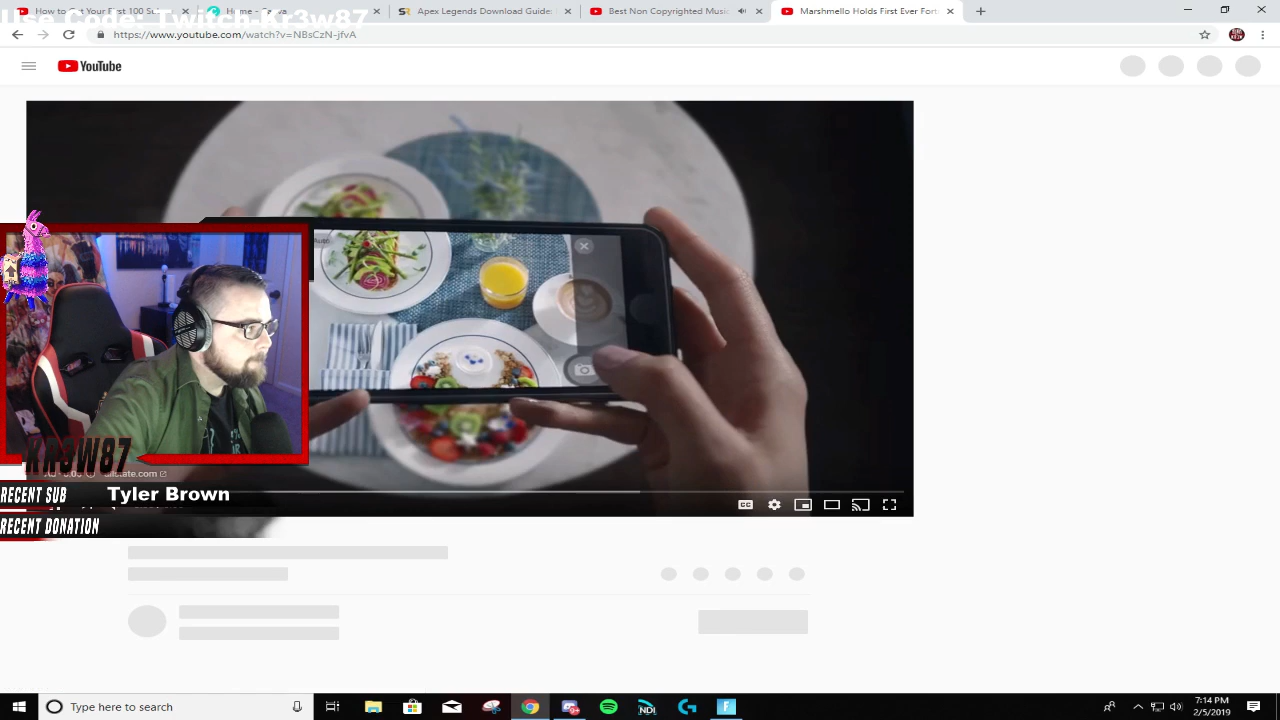 Use Code: Twitch-Kr3w87
How to Get Your First 100 Sub
Apex Legends Download Guide:
Best Non Copyrighted Music
Marshmello Holds First Ever Fort
https://www.youtube.com/watch?v=NBsCzN-jfvA
YouTube
KR3W87
RECENT SUB
Tyler Brown
CC
RECENT DONATION
Type here to search
NDI
7:14 PM
2/5/2019